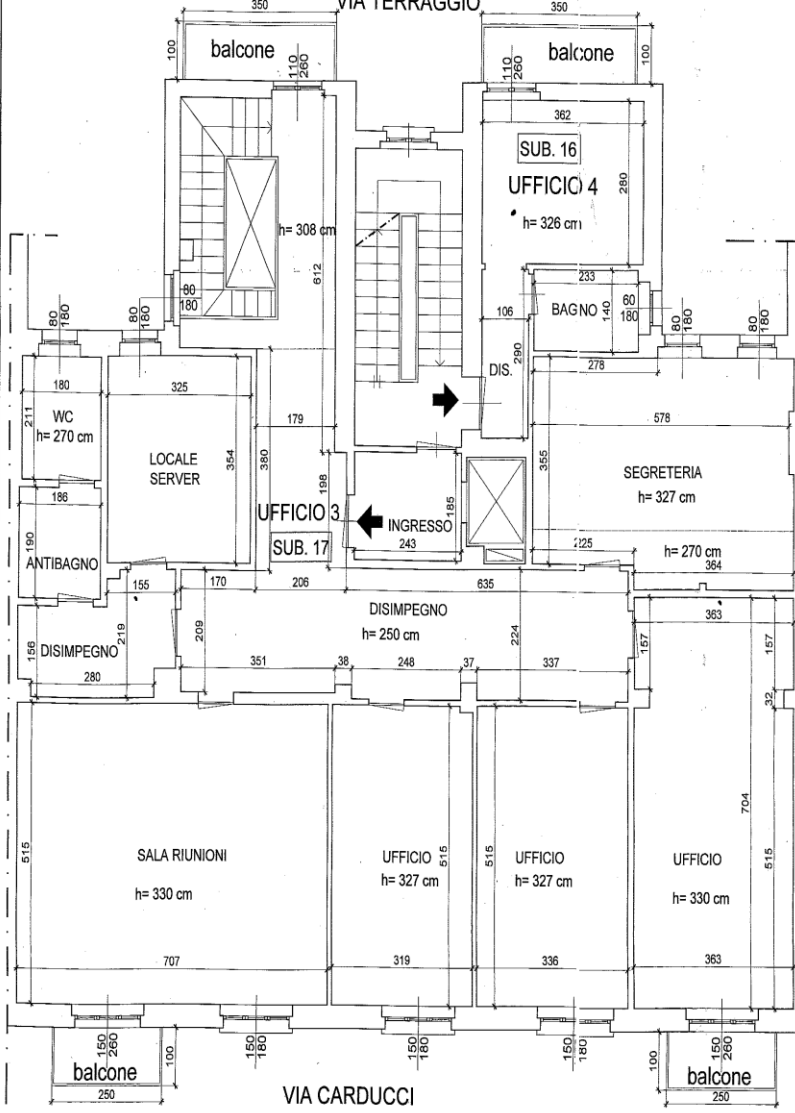 VIA TERRAGGIO
350
350
100
balcone
110
260
110
260
balcone
100
362
SUB. 16
UFFICIO 4
h= 326 cm
280
h= 308 cm
612
80
180
233
BAGNO
140
60
180
106
DIS.
290
80
180
80
180
80
180
80
180
278
180
211
WC
h= 270 cm
325
LOCALE
SERVER
354
380
179
198
578
355
SEGRETERIA
h= 327 cm
h= 270 cm
225
364
186
190
ANTIBAGNO
UFFICIO 3
SUB. 17
INGRESSO
185
243
155
170
206
635
363
DISIMPEGNO
h= 250 cm
156
DISIMPEGNO
219
280
209
224
157
157
351
38
248
37
337
32
704
515
SALA RIUNIONI
h= 330 cm
UFFICIO
h= 327 cm
515
515
UFFICIO
h= 327 cm
UFFICIO
h= 330 cm
515
707
319
336
363
150
260
150
180
150
180
150
180
150
260
100
balcone
250
100
balcone
250
VIA CARDUCCI